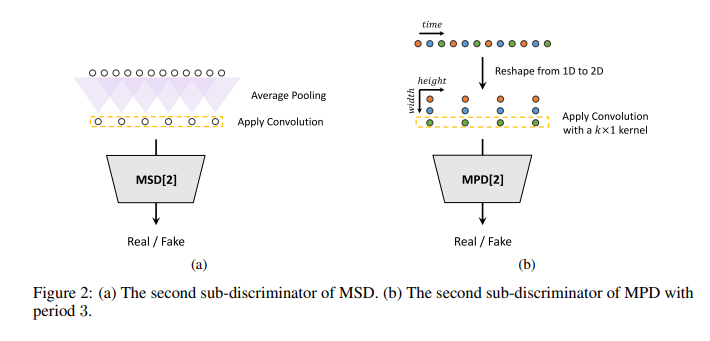 time
Reshape from 1D to 2D
height
width
Average Pooling
Apply Convolution
Apply Convolution
with a k×1 kernel
MSD[2]
MPD[2]
Real / Fake
Real / Fake
(a)
(b)
Figure 2: (a) The second sub-discriminator of MSD. (b) The second sub-discriminator of MPD with
period 3.